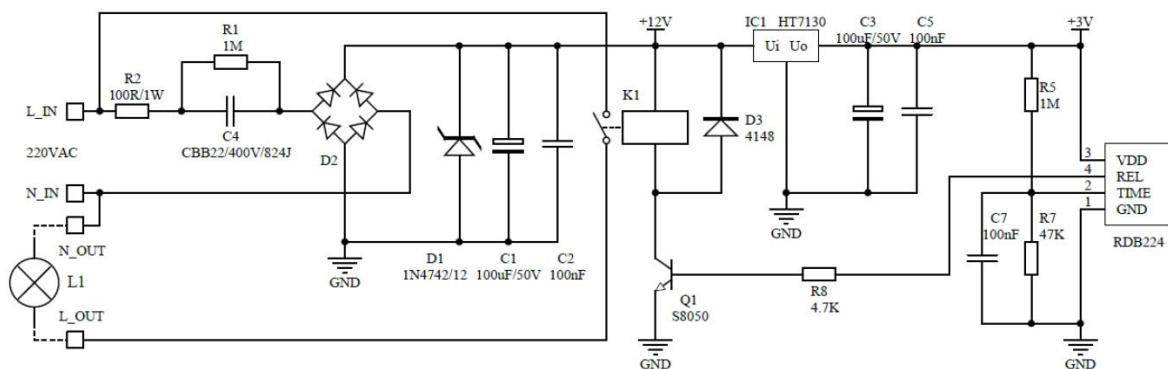 +12V
IC1 HT7130
Ui Uo
C3
100uF/50V
C5
100nF
+3V
R1
1M
R2
100R/1W
L_IN
C4
CBB22/400V/824J
220VAC
D2
N_IN
N_OUT
L1
L_OUT
K1
D3
4148
R5
1M
3 VDD
4 REL
2 TIME
1 GND
RDB224
C7
100nF
R7
47K
D1
1N4742/12
C1
100uF/50V
C2
100nF
GND
GND
Q1
S8050
R8
4.7K
GND
GND